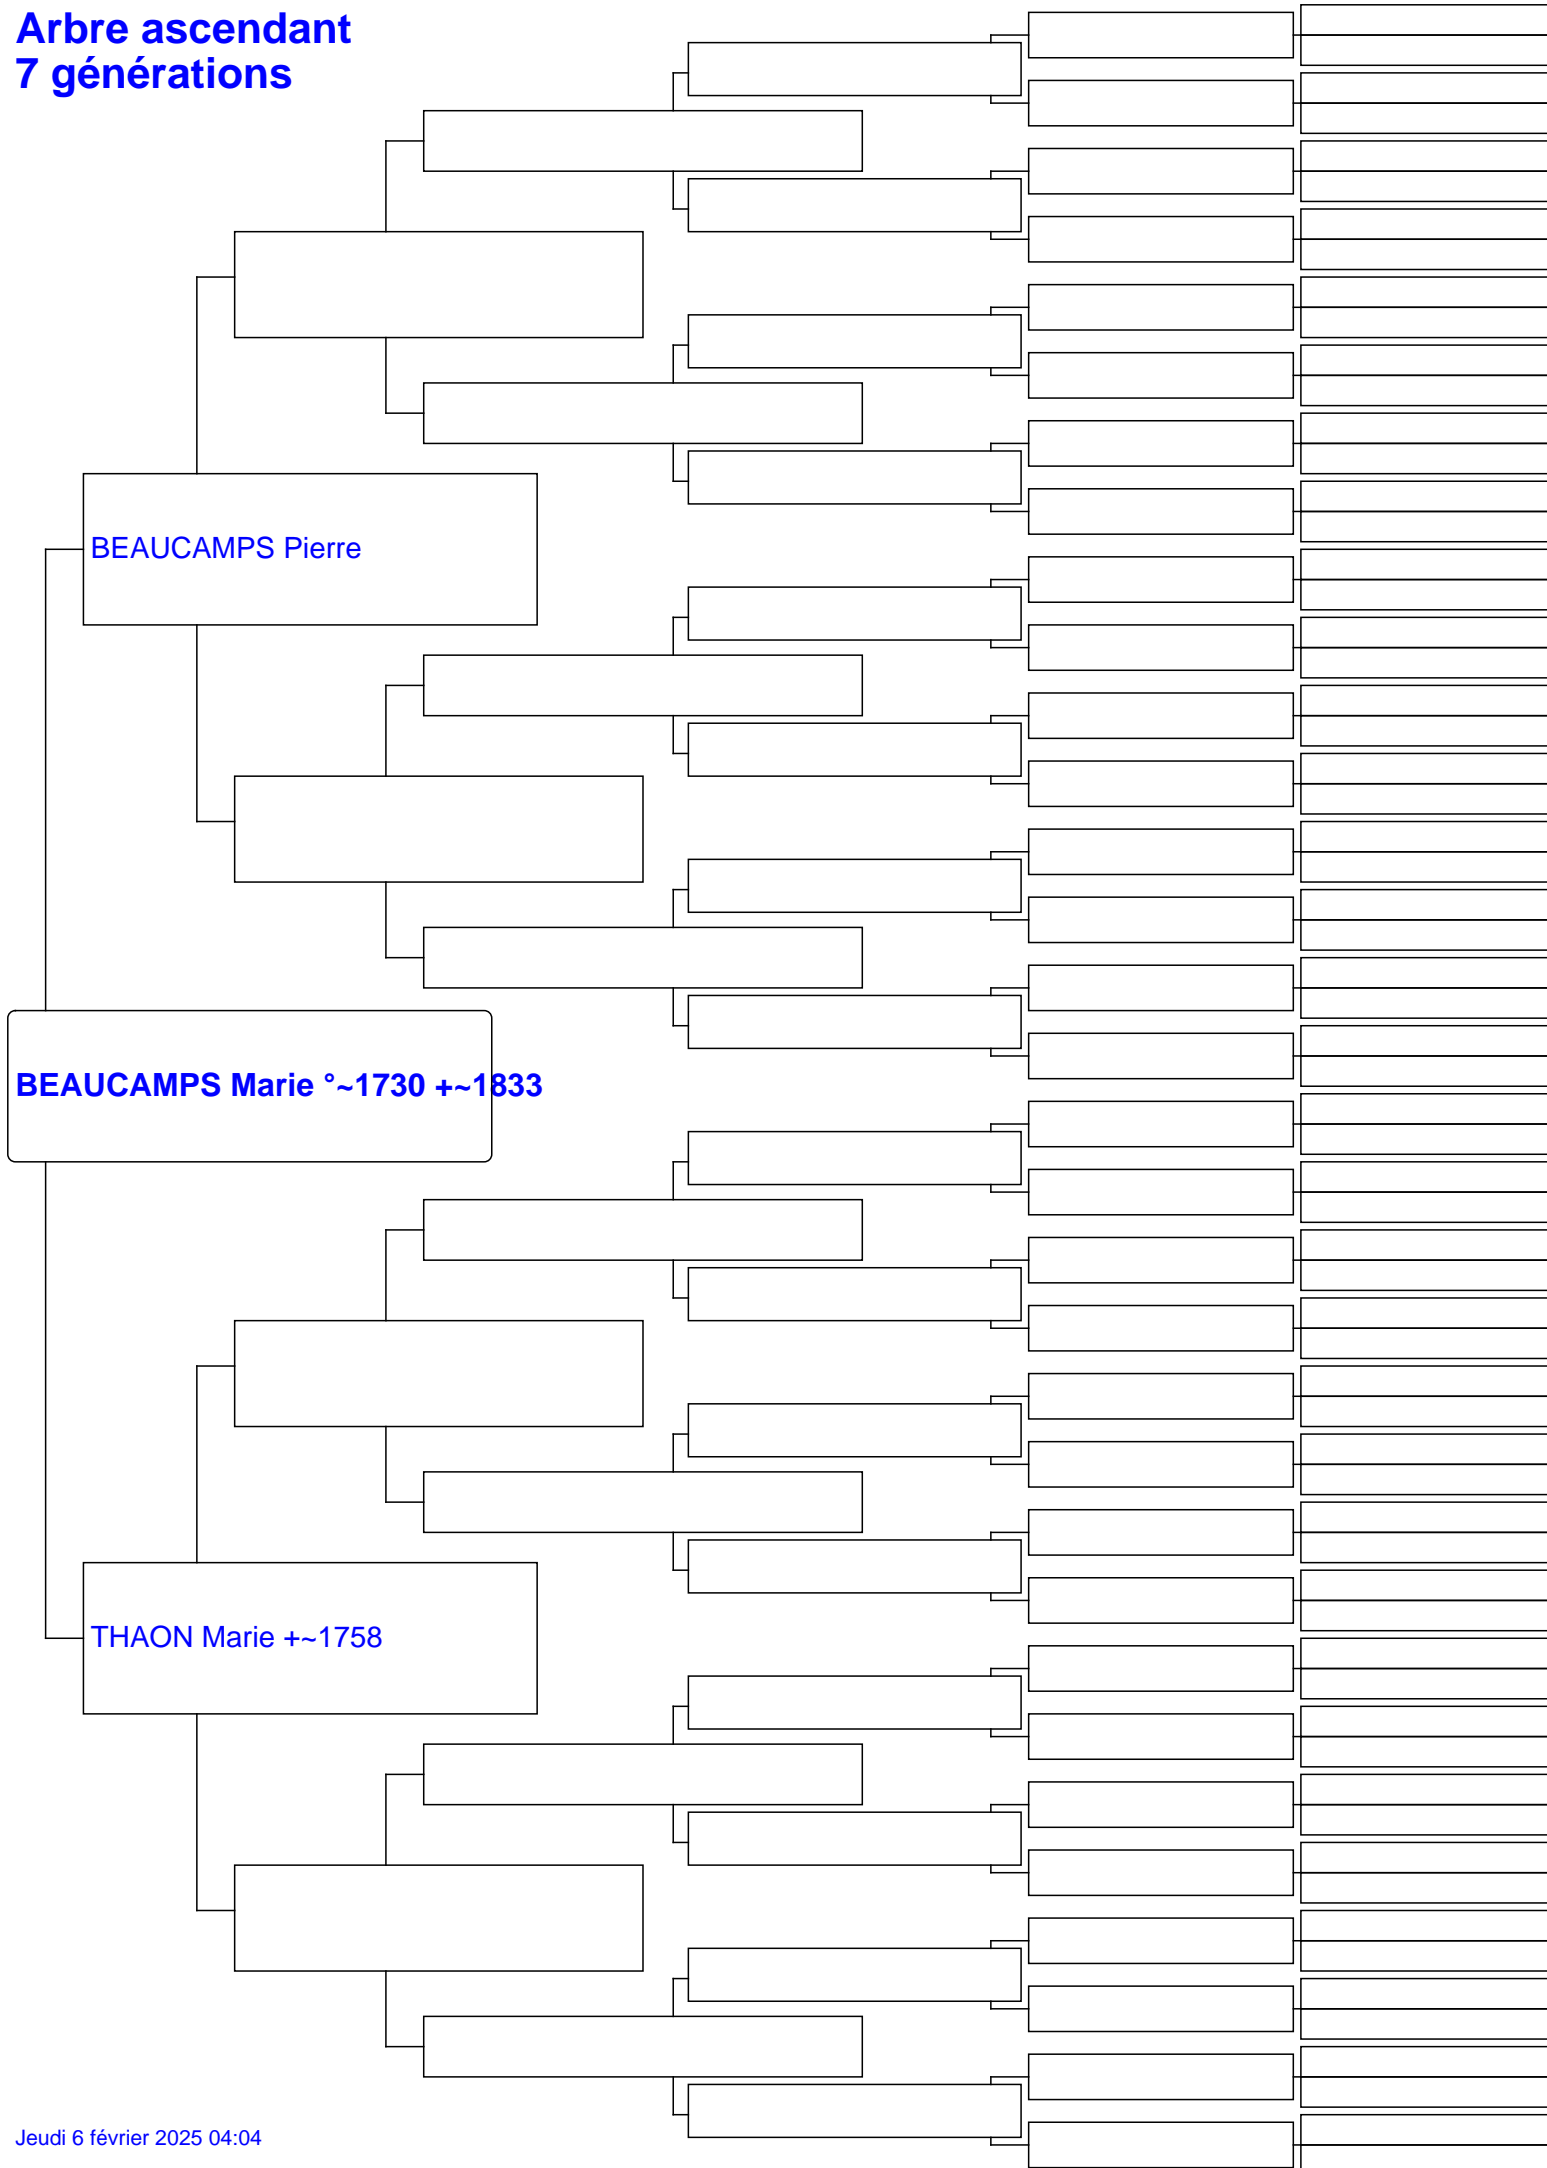 Arbre ascendant
7 générations
BEAUCAMPS Pierre
BEAUCAMPS Marie °~1730 +~1833
THAON Marie +~1758
Jeudi 6 février 2025 04:04